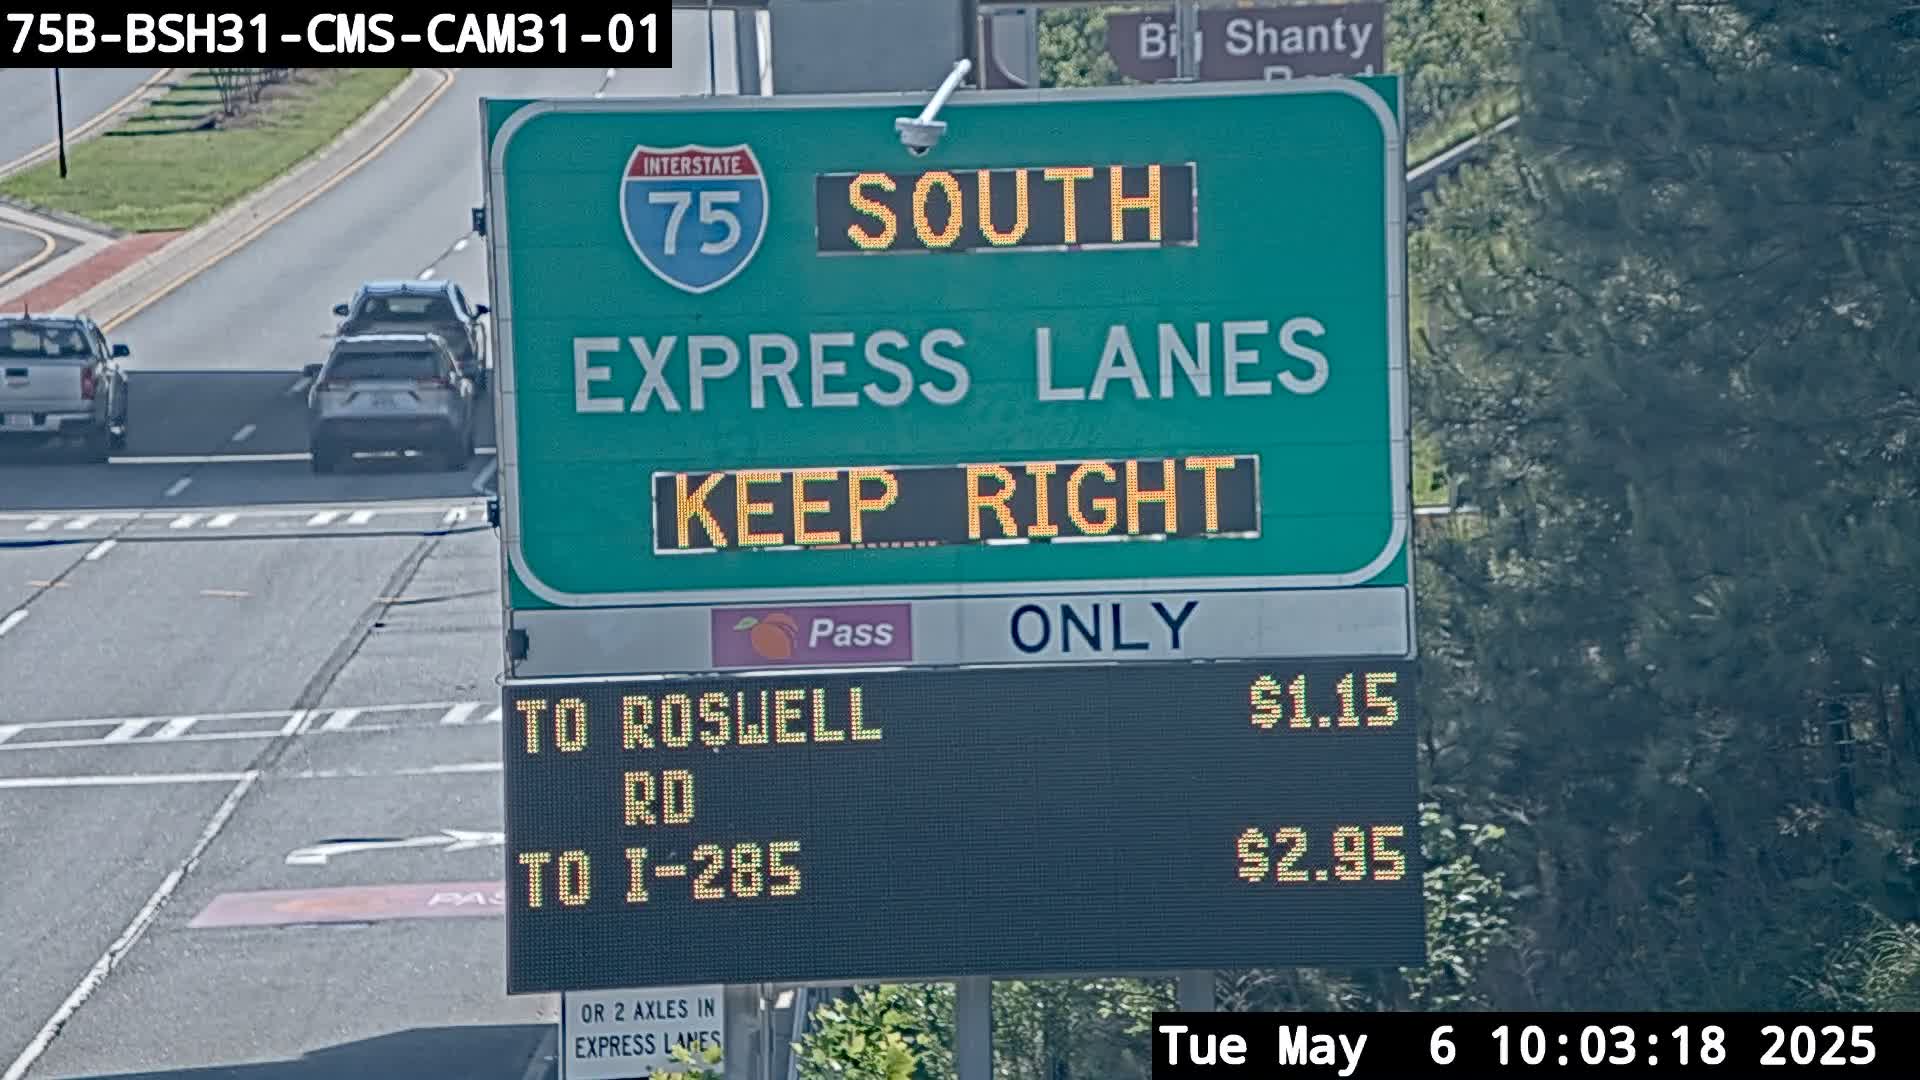 75B-BSH31-CMS-CAM31-01
Big Shanty
Road
INTERSTATE
75
SOUTH
EXPRESS LANES
KEEP RIGHT
Pass
ONLY
TO ROSWELL $1.15
RD
TO I-285 $2.95
PAS
OR 2 AXLES IN
EXPRESS LANES
Tue May 6 10:03:18 2025